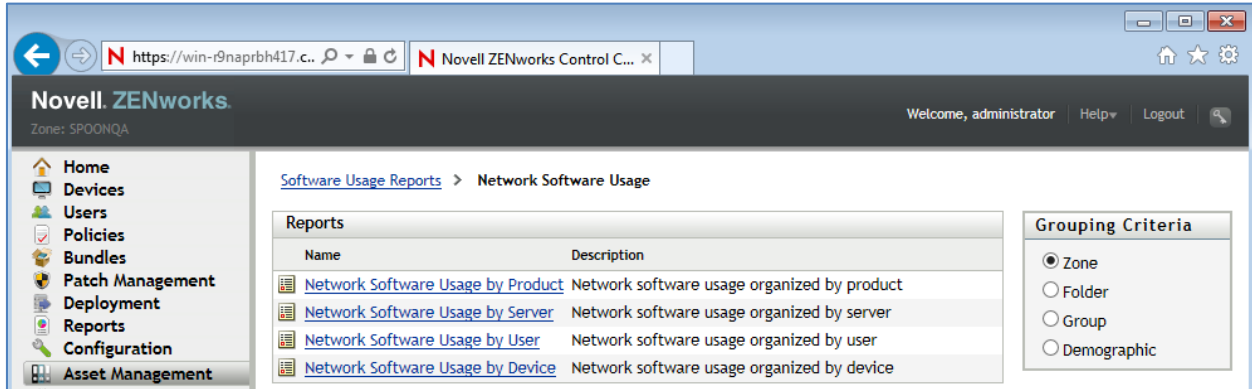 https://win-r9naprbh417.c..
Novell ZENworks Control C...
Novell ZENworks
Zone: SPOONQA
Welcome, administrator
Help
Logout
Home
Devices
Users
Policies
Bundles
Patch Management
Deployment
Reports
Configuration
Asset Management
Software Usage Reports > Network Software Usage
Reports
Name Description
Network Software Usage by Product Network software usage organized by product
Network Software Usage by Server Network software usage organized by server
Network Software Usage by User Network software usage organized by user
Network Software Usage by Device Network software usage organized by device
Grouping Criteria
Zone
Folder
Group
Demographic